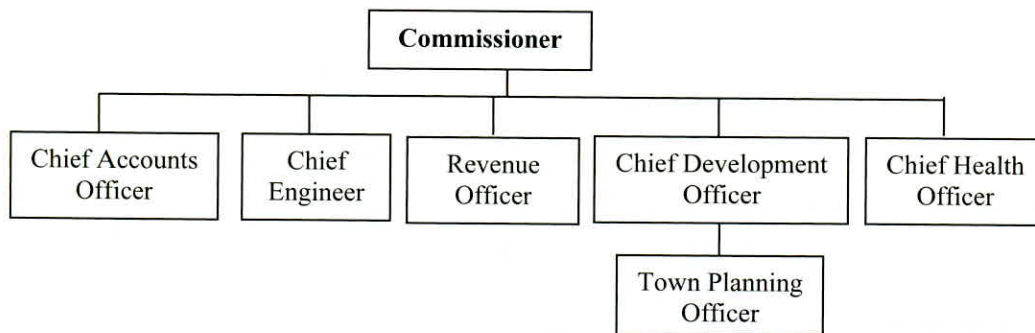 Commissioner
Chief Accounts
Officer
Chief
Engineer
Revenue
Officer
Chief Development
Officer
Chief Health
Officer
Town Planning
Officer